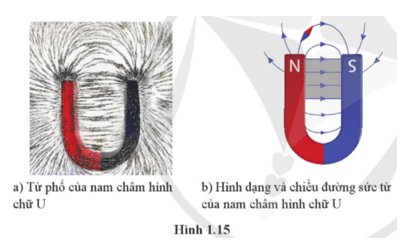 N
S
a) Từ phổ của nam châm hình
chữ U
b) Hình dạng và chiều đường sức từ
của nam châm hình chữ U
Hình 1.15